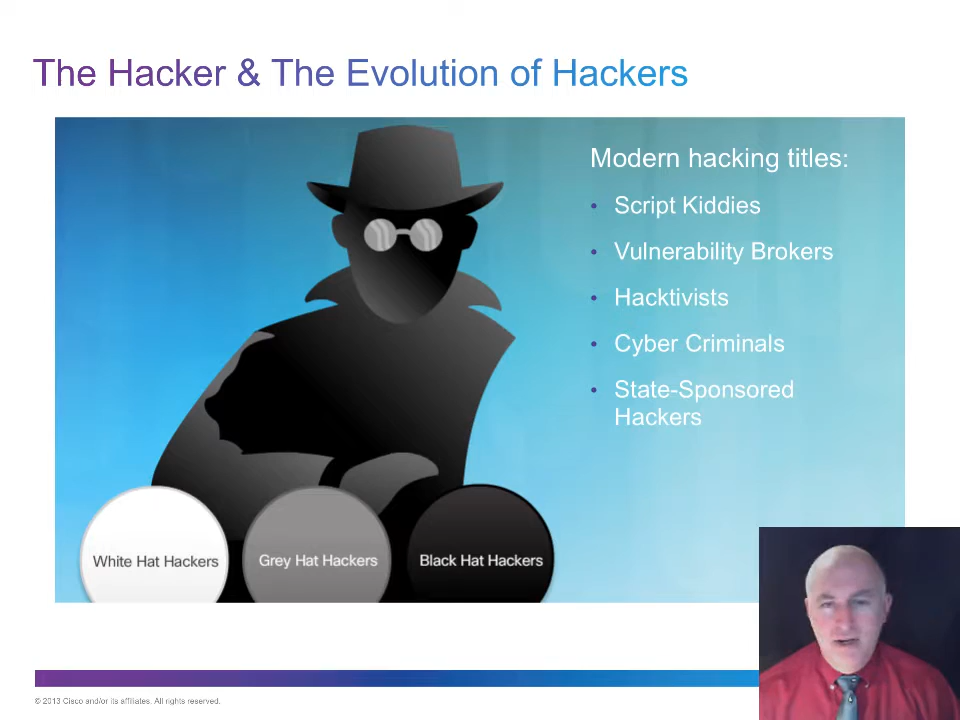 The Hacker & The Evolution of Hackers
Modern hacking titles:
• Script Kiddies
• Vulnerability Brokers
• Hacktivists
• Cyber Criminals
• State-Sponsored
Hackers
White Hat Hackers
Grey Hat Hackers
Black Hat Hackers
© 2013 Cisco and/or its affiliates. All rights reserved.